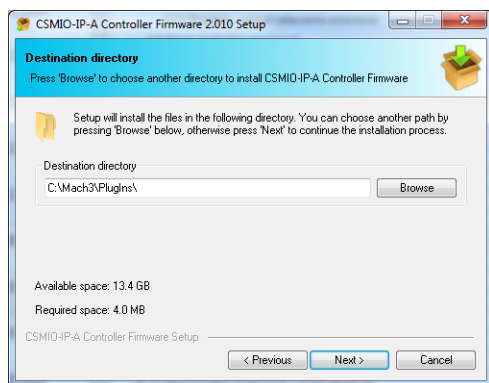 CSMIO-IP-A Controller Firmware 2.010 Setup
Destination directory
Press 'Browse' to choose another directory to install CSMIO-IP-A Controller Firmware
Setup will install the files in the following directory. You can choose another path by
pressing 'Browse' below, otherwise press 'Next' to continue the installation process.
Destination directory
C:\Mach3\PlugIns\
Browse
Available space: 13.4 GB
Required space: 4.0 MB
CSMIO-IP-A Controller Firmware Setup
< Previous
Next >
Cancel